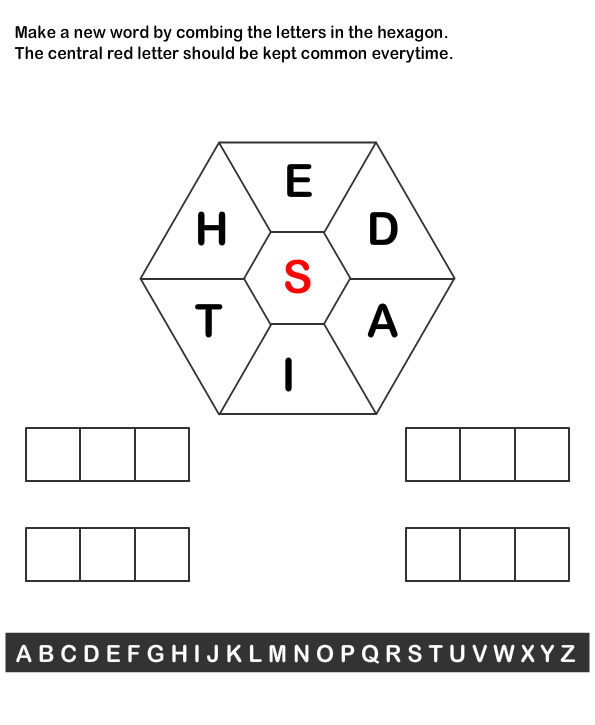 Make a new word by combing the letters in the hexagon.
The central red letter should be kept common everytime.
E
H
D
S
T
A
I
A B C D E F G H I J K L M N O P Q R S T U V W X Y Z